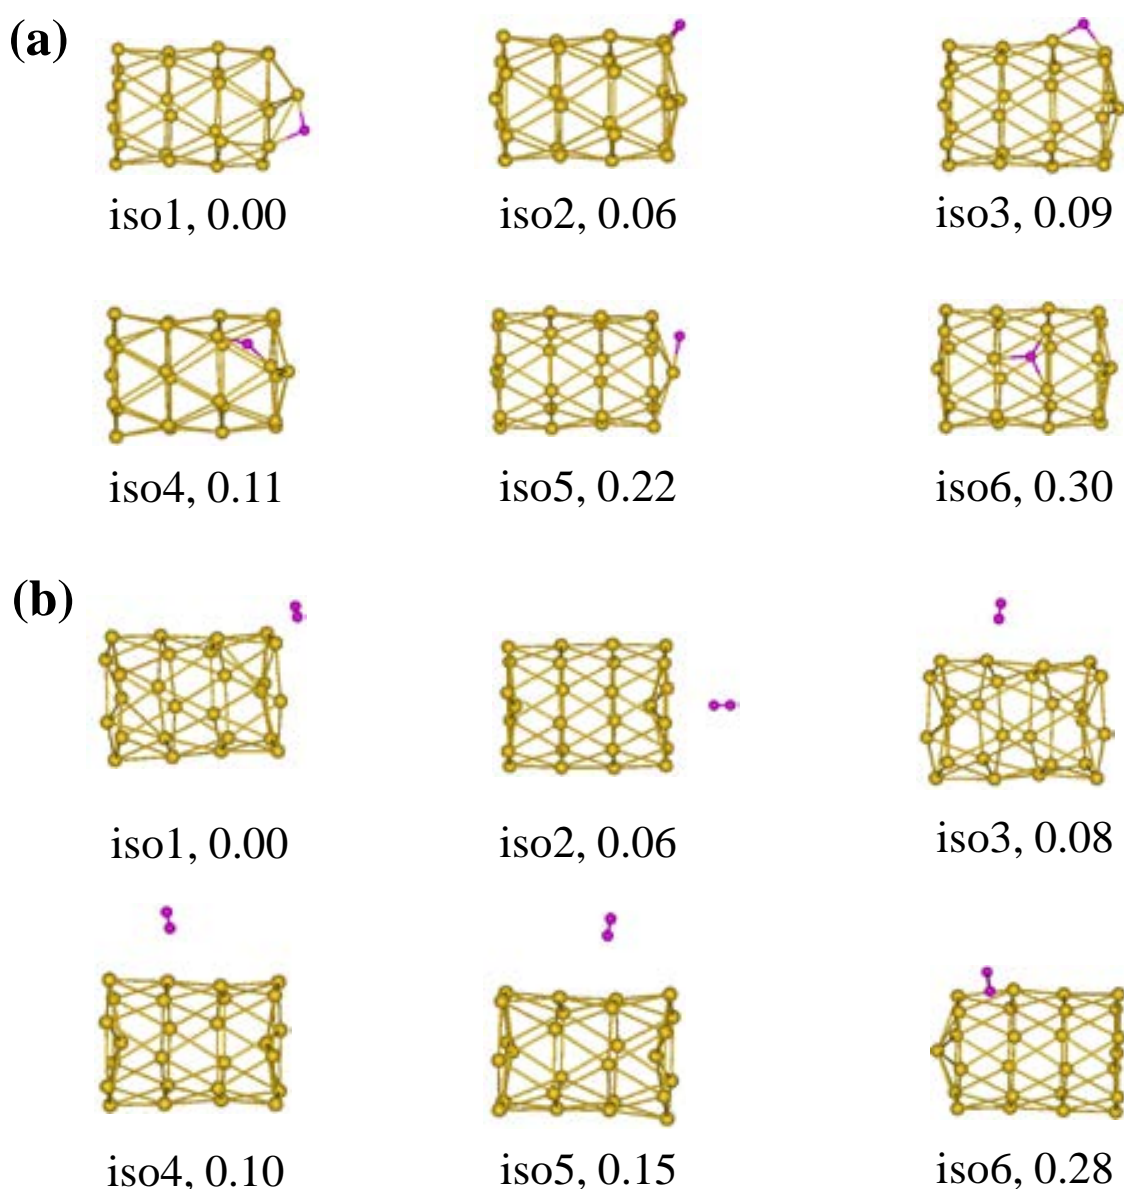 (a)
iso1, 0.00
iso2, 0.06
iso3, 0.09
iso4, 0.11
iso5, 0.22
iso6, 0.30
(b)
iso1, 0.00
iso2, 0.06
iso3, 0.08
iso4, 0.10
iso5, 0.15
iso6, 0.28